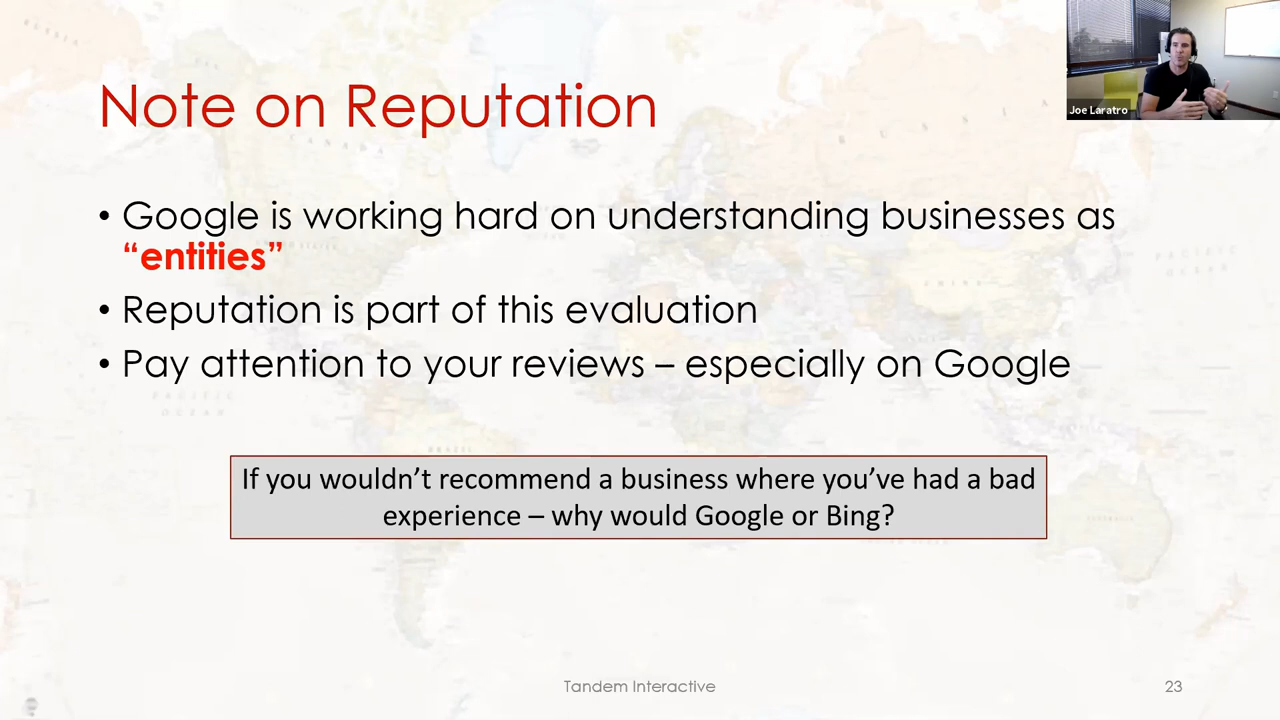 Joe Laratro
Note on Reputation
• Google is working hard on understanding businesses as
“entities”
• Reputation is part of this evaluation
• Pay attention to your reviews – especially on Google
If you wouldn’t recommend a business where you’ve had a bad
experience – why would Google or Bing?
Tandem Interactive
23